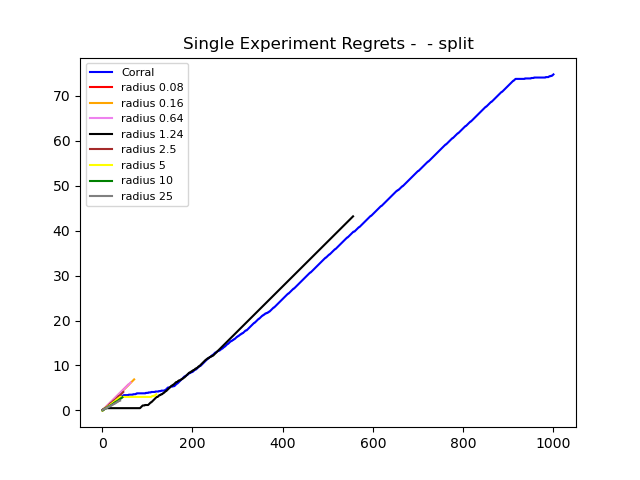 Single Experiment Regrets -  - split
Corral
radius 0.08
radius 0.16
radius 0.64
radius 1.24
radius 2.5
radius 5
radius 10
radius 25
70
60
50
40
30
20
10
0
0 200 400 600 800 1000